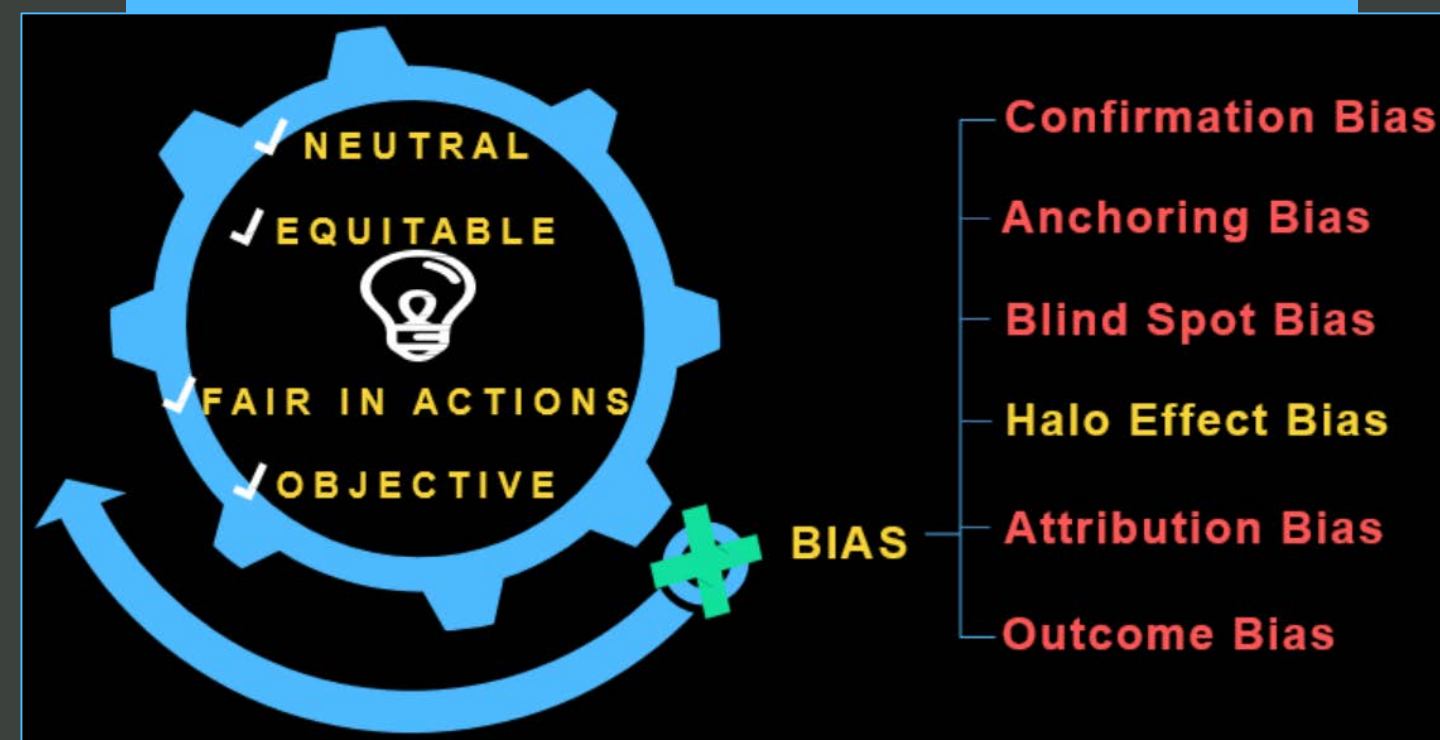 NEUTRAL
EQUITABLE
FAIR IN ACTIONS
OBJECTIVE
BIAS
Confirmation Bias
Anchoring Bias
Blind Spot Bias
Halo Effect Bias
Attribution Bias
Outcome Bias